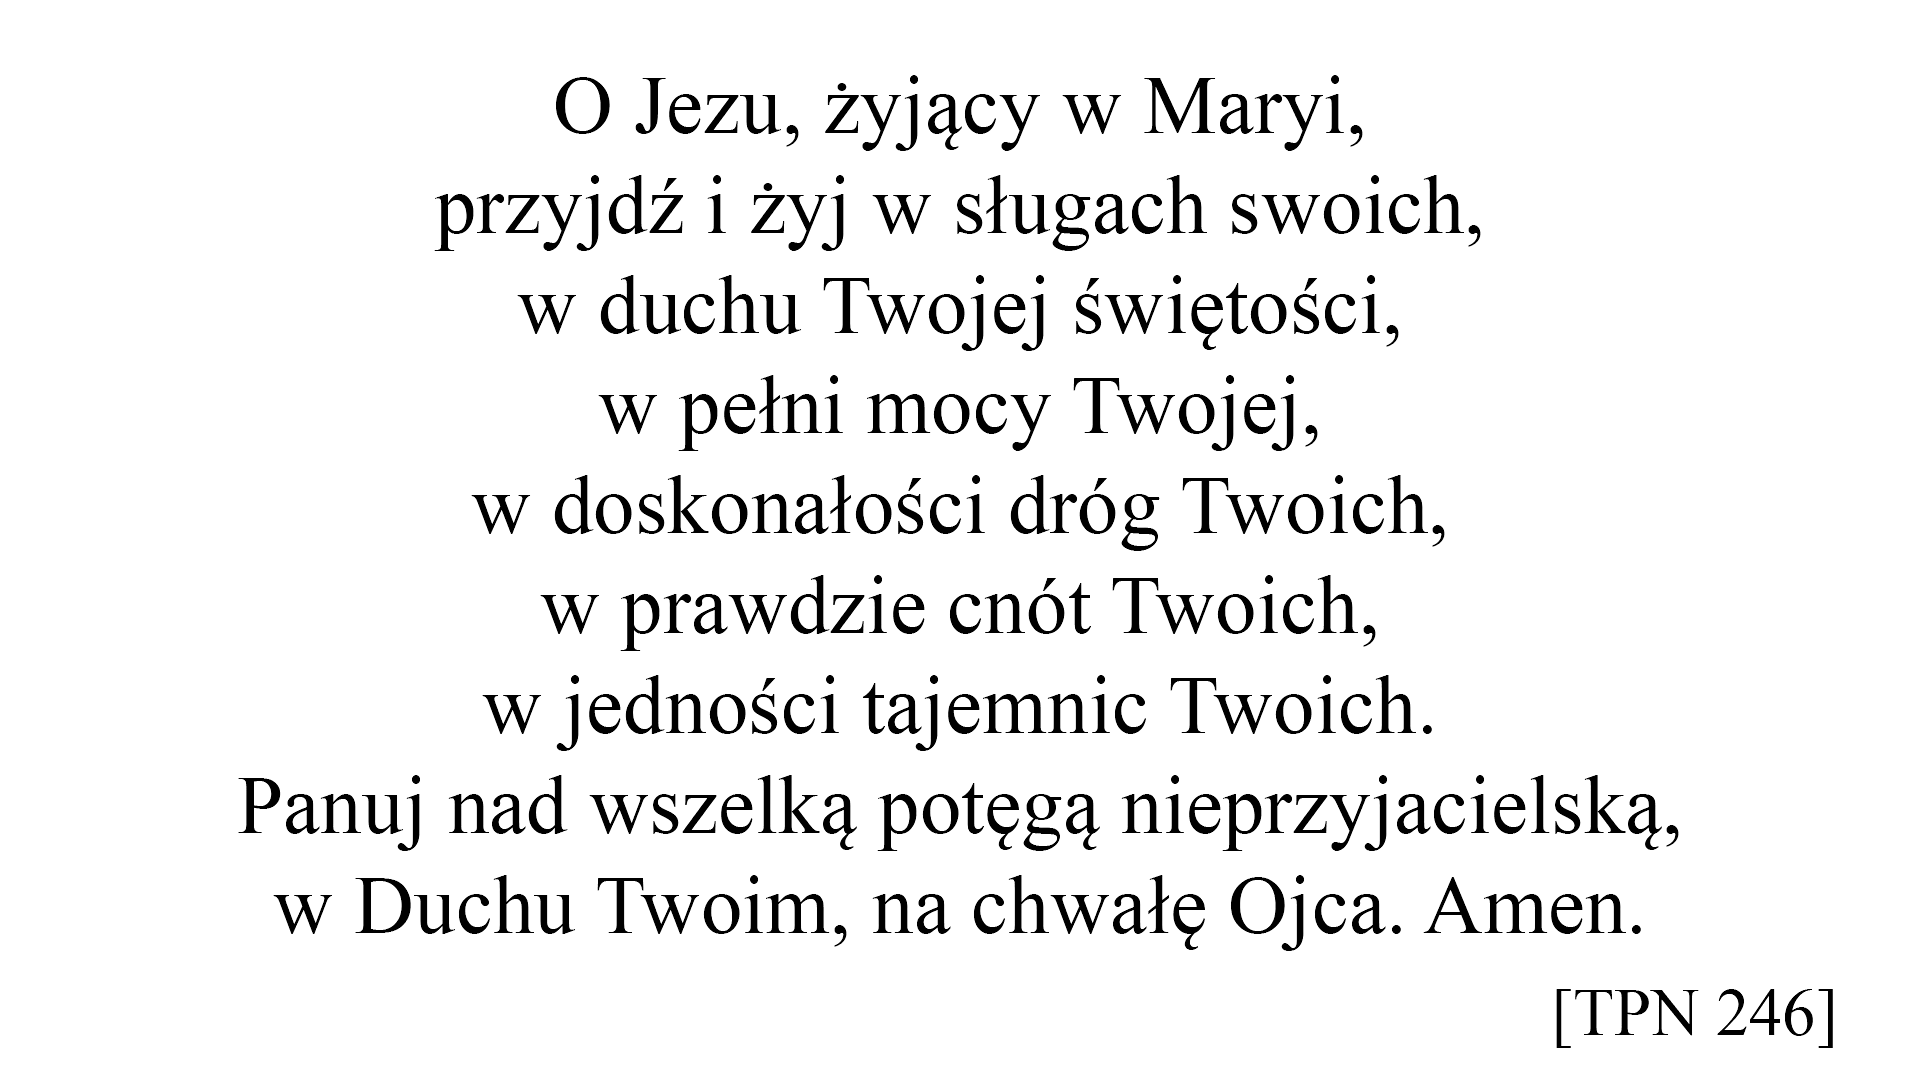 O Jezu, żyjący w Maryi,
przyjdź i żyj w sługach swoich,
w duchu Twojej świętości,
w pełni mocy Twojej,
w doskonałości dróg Twoich,
w prawdzie cnót Twoich,
w jedności tajemnic Twoich.
Panuj nad wszelką potęgą nieprzyjacielską,
w Duchu Twoim, na chwałę Ojca. Amen.
[TPN 246]